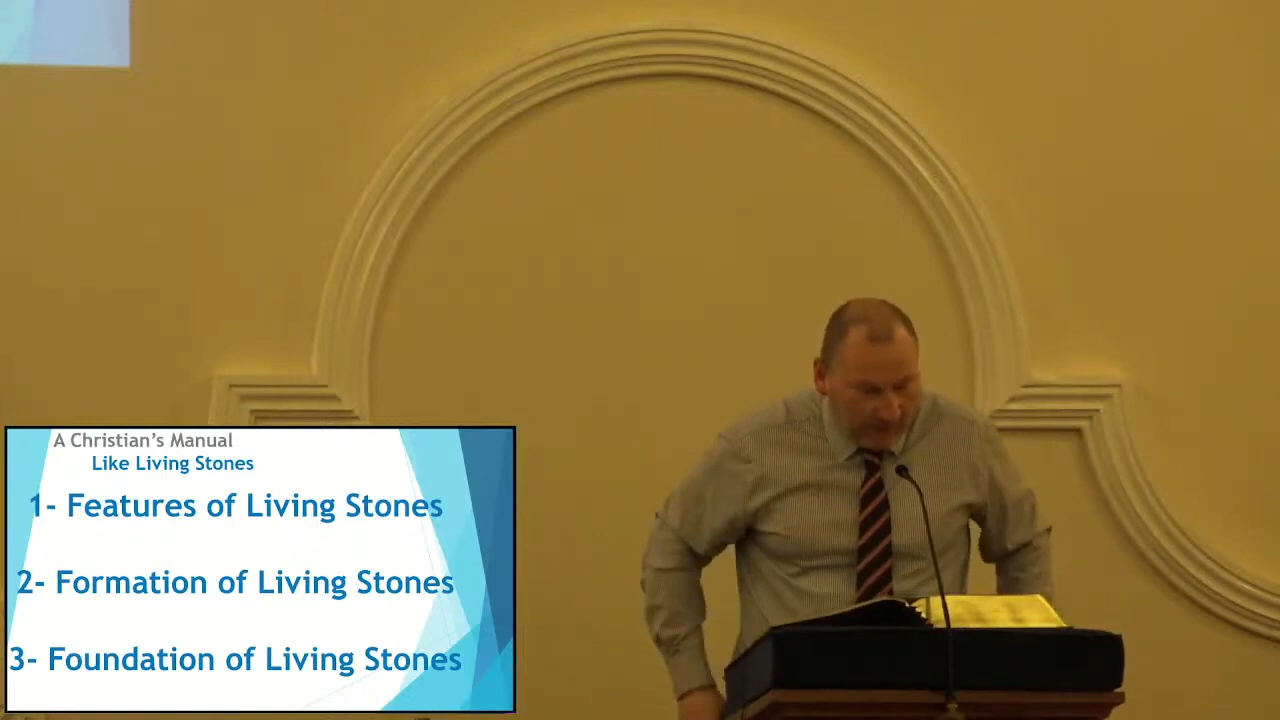 A Christian's Manual
Like Living Stones
1- Features of Living Stones
2- Formation of Living Stones
3- Foundation of Living Stones